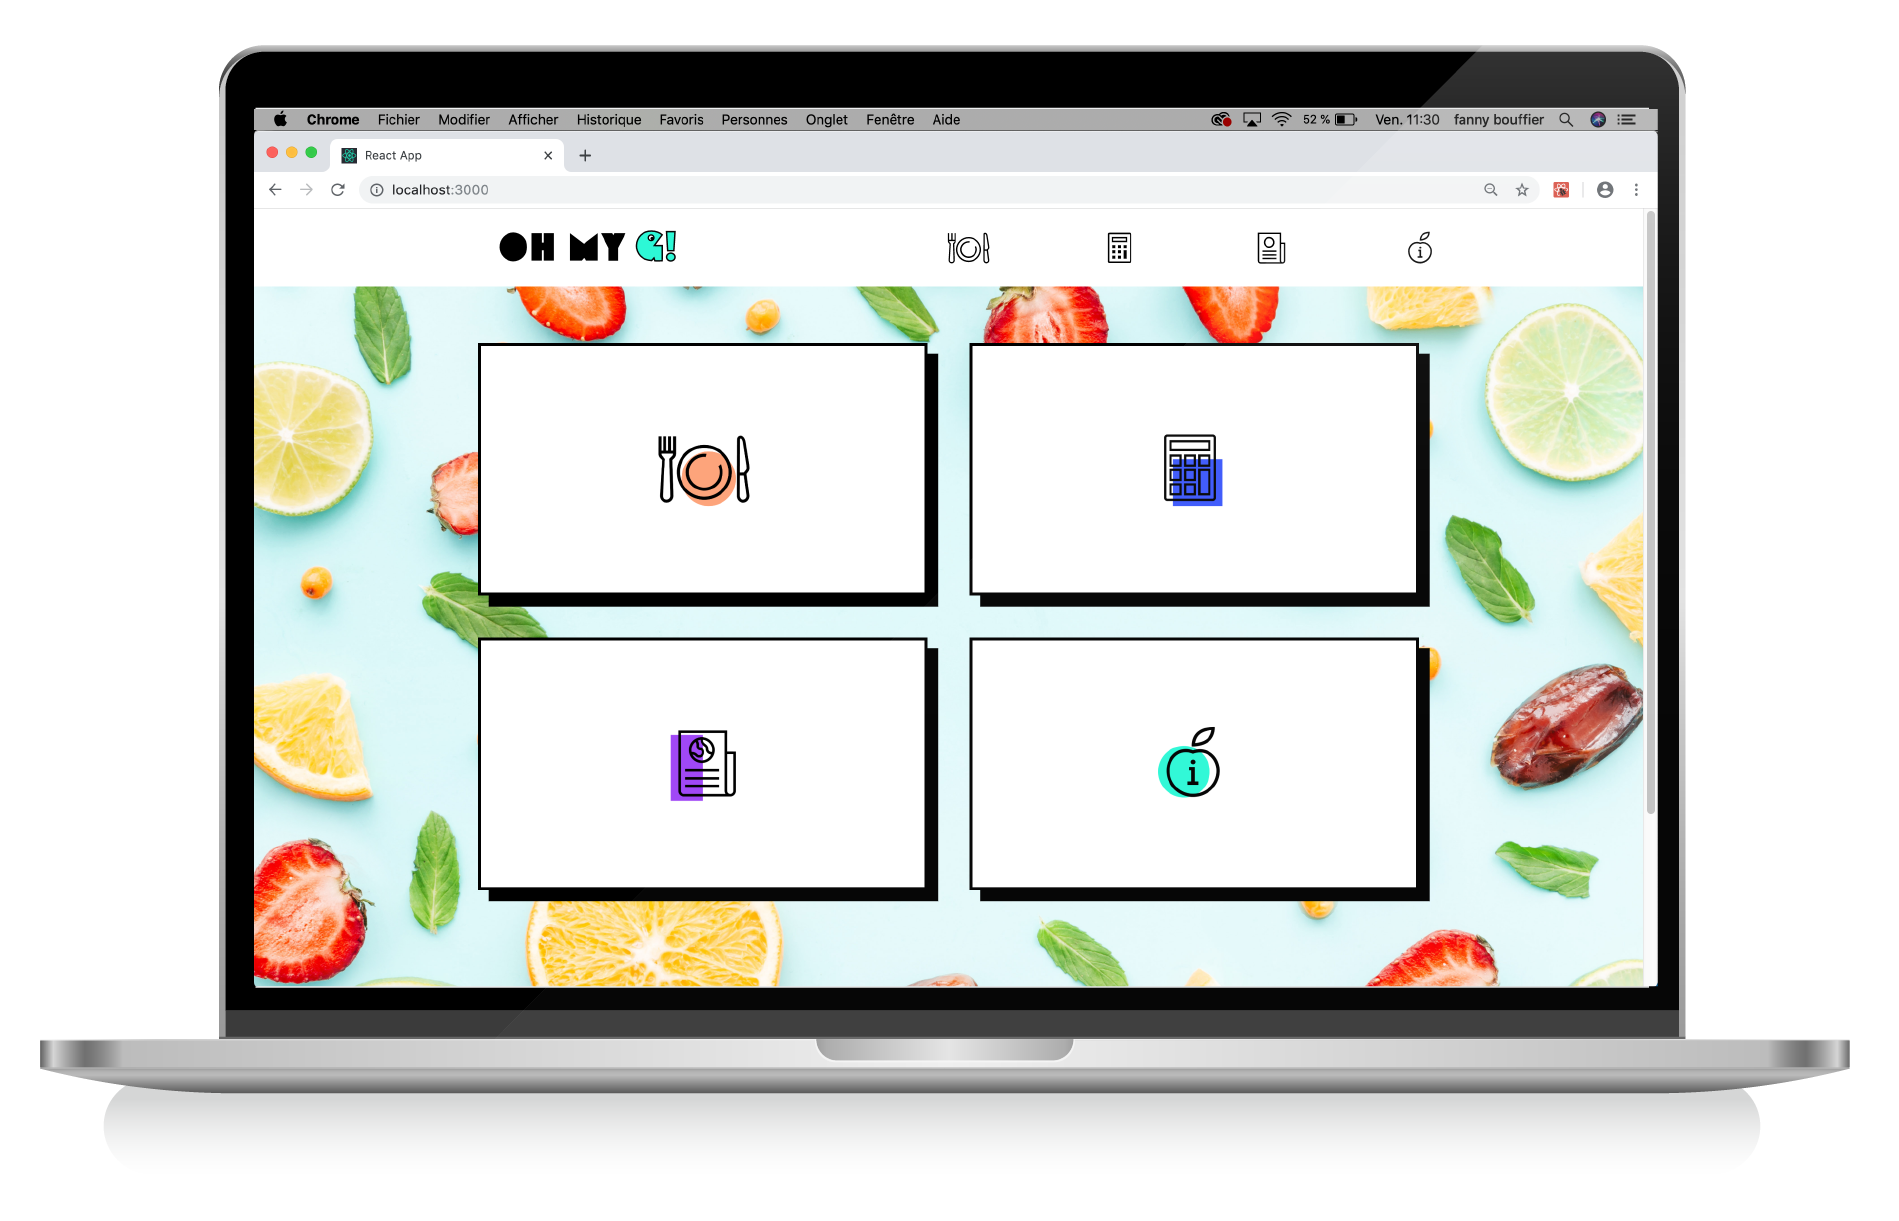 Chrome Fichier Modifier Afficher Historique Favoris Personnes Onglet Fenêtre Aide 52 % Ven. 11:30 fanny bouffier
React App
localhost:3000
OH MY G!
i
i